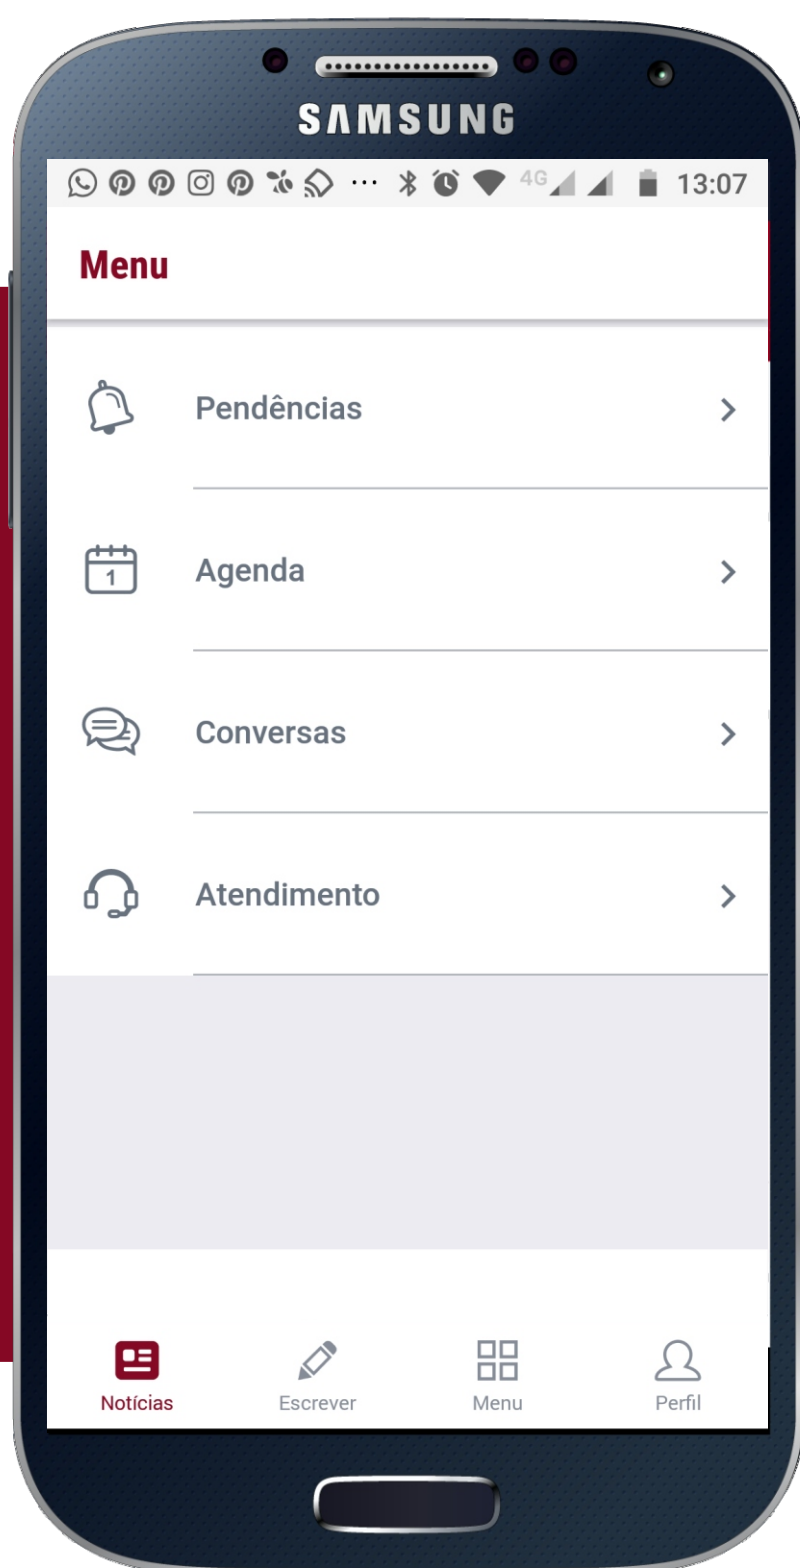 SAMSUNG
4G 13:07
Menu
Pendências
1 Agenda
Conversas
Atendimento
Notícias Escrever Menu Perfil